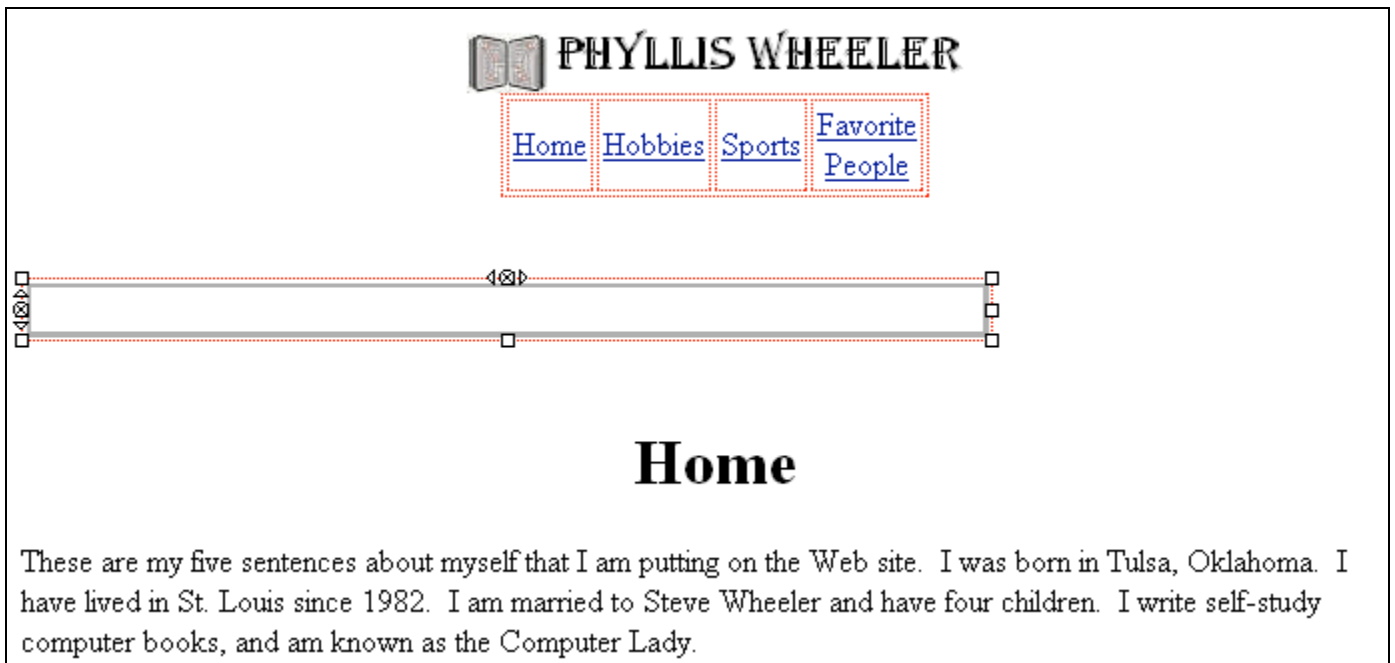 PHYLLIS WHEELER
Home Hobbies Sports Favorite People
Home
These are my five sentences about myself that I am putting on the Web site.  I was born in Tulsa, Oklahoma.  I
have lived in St. Louis since 1982.  I am married to Steve Wheeler and have four children.  I write self-study
computer books, and am known as the Computer Lady.